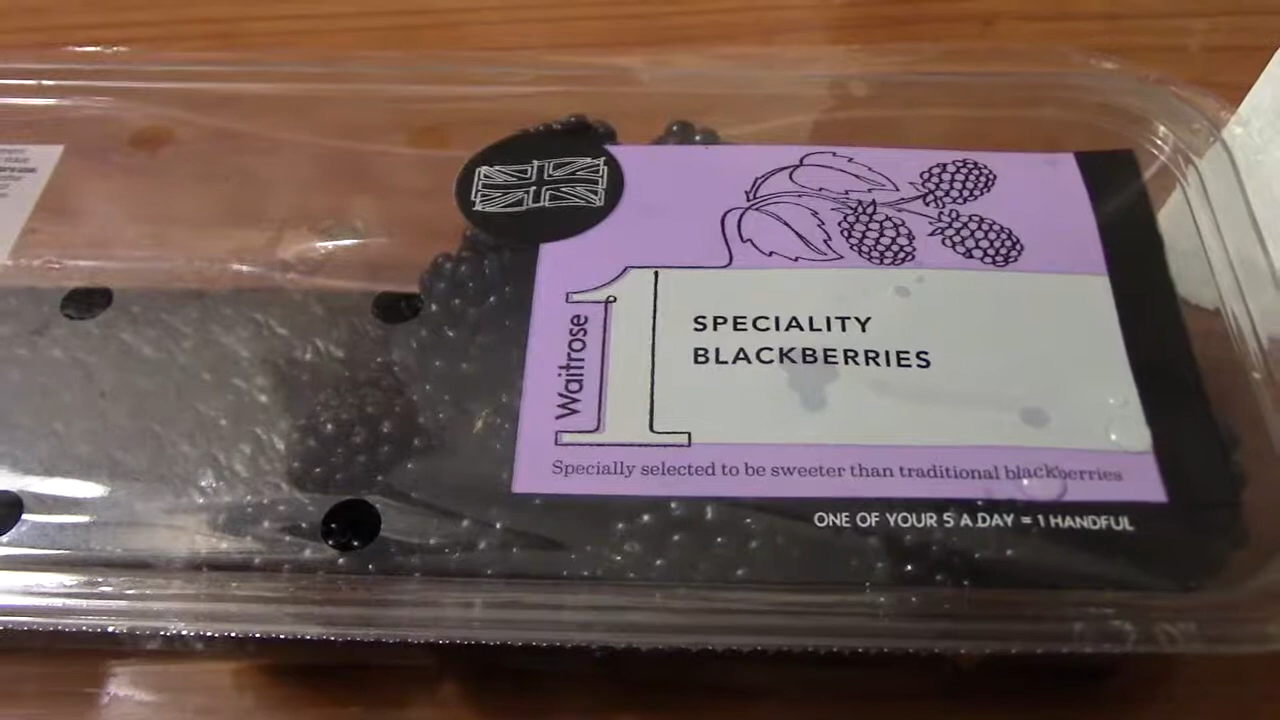 Waitrose
1
SPECIALITY
BLACKBERRIES
Specially selected to be sweeter than traditional blackberries
ONE OF YOUR 5 A DAY = 1 HANDFUL